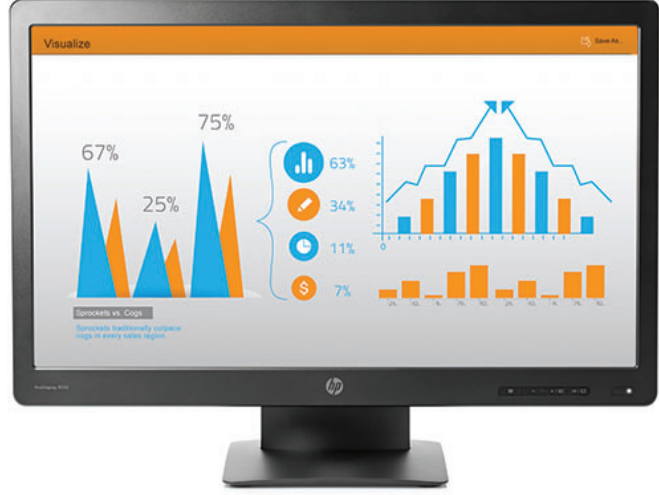 Visualize
Save As..
67%
25%
75%
63%
34%
11%
7%
0
Sprockets vs. Cogs
Sprockets traditionally outpace
cogs in every sales region.
hp